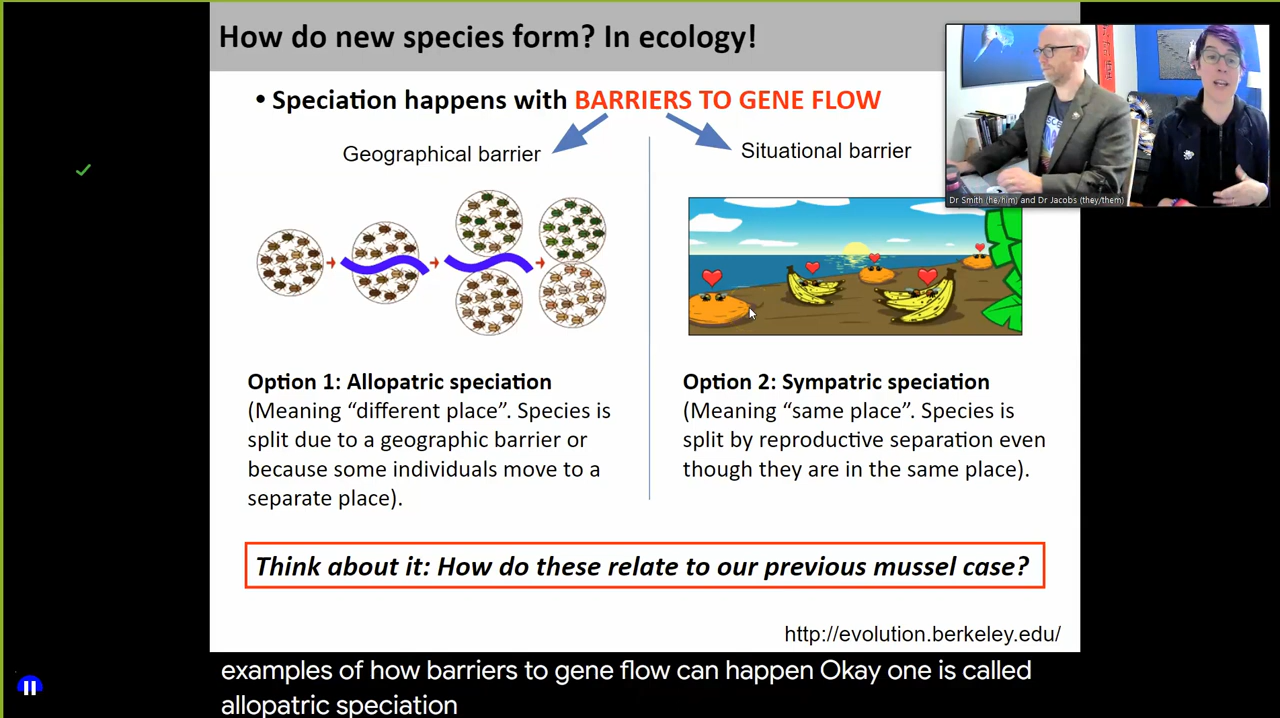 How do new species form? In ecology!
• Speciation happens with BARRIERS TO GENE FLOW
Geographical barrier
Situational barrier
Dr Smith (he/him) and Dr Jacobs (they/them)
Option 1: Allopatric speciation
(Meaning “different place”. Species is
split due to a geographic barrier or
because some individuals move to a
separate place).
Option 2: Sympatric speciation
(Meaning “same place”. Species is
split by reproductive separation even
though they are in the same place).
Think about it: How do these relate to our previous mussel case?
http://evolution.berkeley.edu/
examples of how barriers to gene flow can happen Okay one is called
allopatric speciation